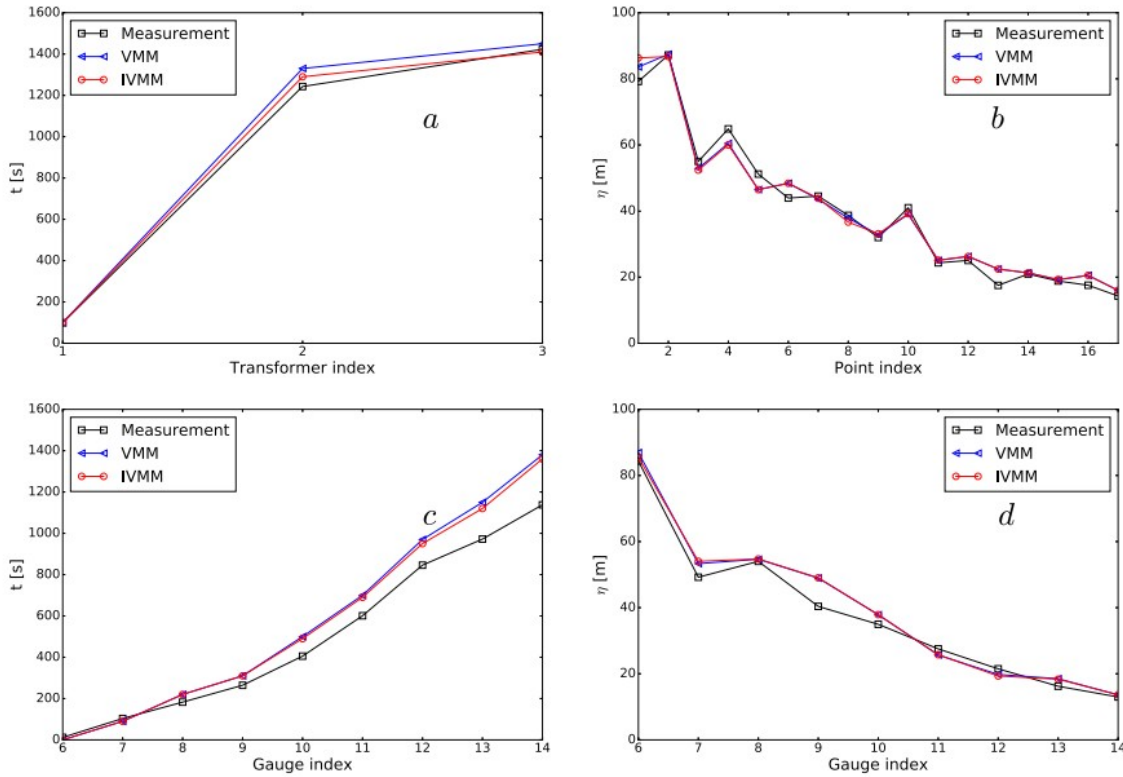 1600
1400
1200
1000
800
600
400
200
0
t [s]
Measurement
VMM
IVMM
a
1 2 3
Transformer index
100
80
60
40
20
0
η [m]
Measurement
VMM
IVMM
b
2 4 6 8 10 12 14 16
Point index
1600
1400
1200
1000
800
600
400
200
0
t [s]
Measurement
VMM
IVMM
c
6 7 8 9 10 11 12 13 14
Gauge index
100
80
60
40
20
0
η [m]
Measurement
VMM
IVMM
d
6 7 8 9 10 11 12 13 14
Gauge index